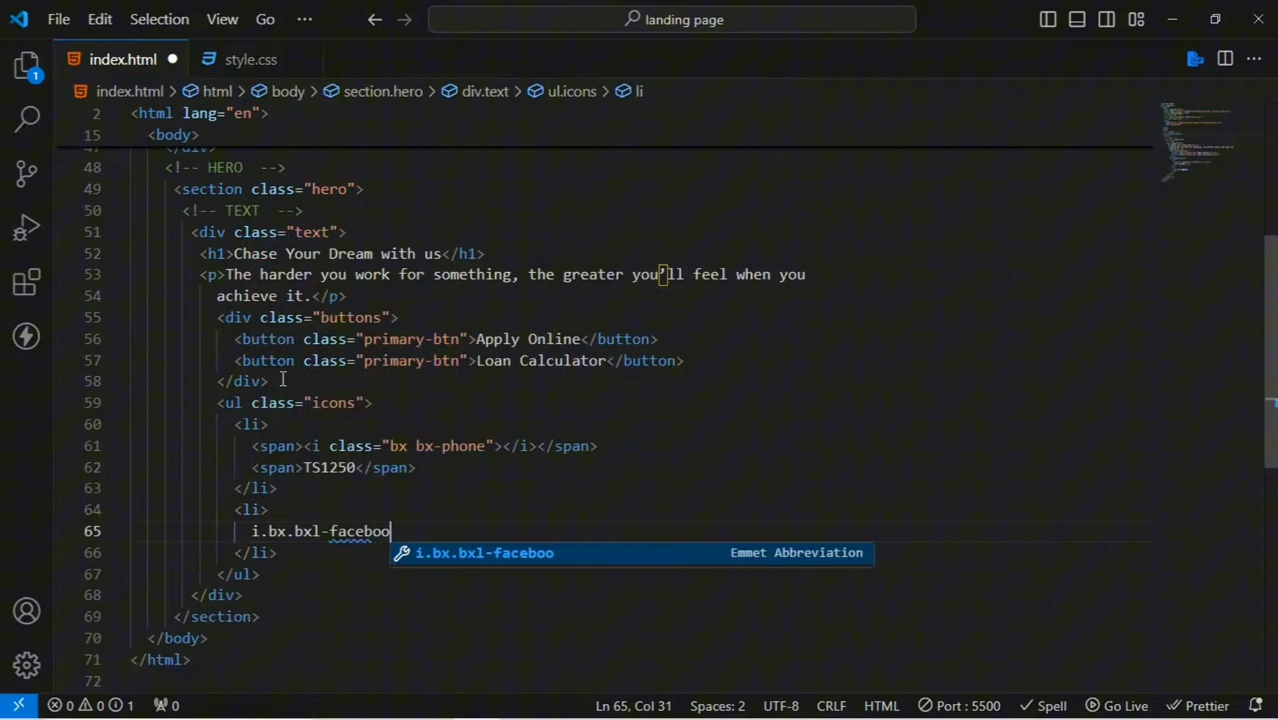 File Edit Selection View Go ··· landing page
index.html style.css
index.html html body section.hero div.text ul.icons li
2 <html lang="en">
15 <body>
47 </div>
48 <!-- HERO -->
49 <section class="hero">
50 <!-- TEXT -->
51 <div class="text">
52 <h1>Chase Your Dream with us</h1>
53 <p>The harder you work for something, the greater you’ll feel when you
54 achieve it.</p>
55 <div class="buttons">
56 <button class="primary-btn">Apply Online</button>
57 <button class="primary-btn">Loan Calculator</button>
58 </div>
59 <ul class="icons">
60 <li>
61 <span><i class="bx bx-phone"></i></span>
62 <span>TS1250</span>
63 </li>
64 <li>
65 i.bx.bxl-faceboo
i.bx.bxl-faceboo Emmet Abbreviation
66 </li>
67 </ul>
68 </div>
69 </section>
70 </body>
71 </html>
72
1
0 0 1 0 Ln 65, Col 31 Spaces: 2 UTF-8 CRLF HTML Port : 5500 Spell Go Live Prettier